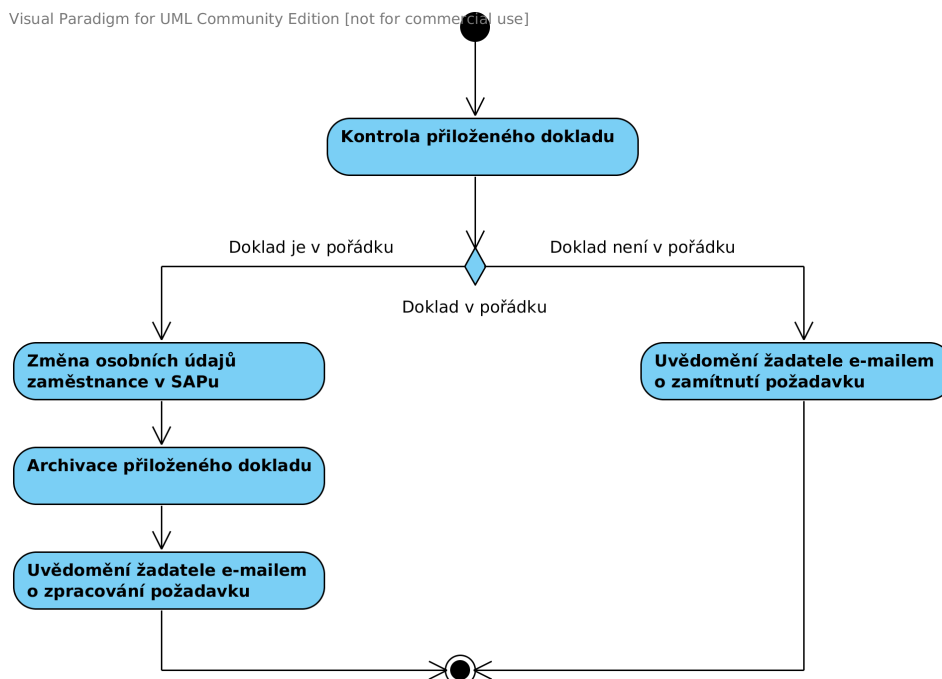 Visual Paradigm for UML Community Edition [not for commercial use]
Kontrola přiloženého dokladu
Doklad je v pořádku
Doklad není v pořádku
Doklad v pořádku
Změna osobních údajů
zaměstnance v SAPu
Uvědomění žadatele e-mailem
o zamítnutí požadavku
Archivace přiloženého dokladu
Uvědomění žadatele e-mailem
o zpracování požadavku